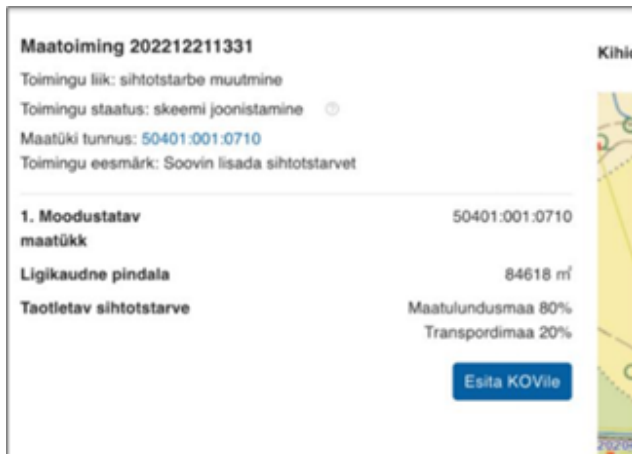 Maatoiming 202212211331
Toimingu liik: sihtotstarbe muutmine
Toimingu staatus: skeemi joonistamine
Maatüki tunnus: 50401:001:0710
Toimingu eesmärk: Soovin lisada sihtotstarvet
1. Moodustatav maatükk 50401:001:0710
Ligikaudne pindala 84618 m²
Taotletav sihtotstarve Maatulundusmaa 80%
Transpordimaa 20%
Esita KOVile